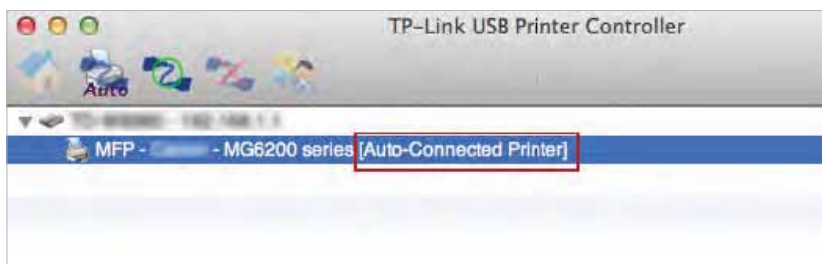 TP-Link USB Printer Controller
Auto
MFP - - MG6200 series [Auto-Connected Printer]